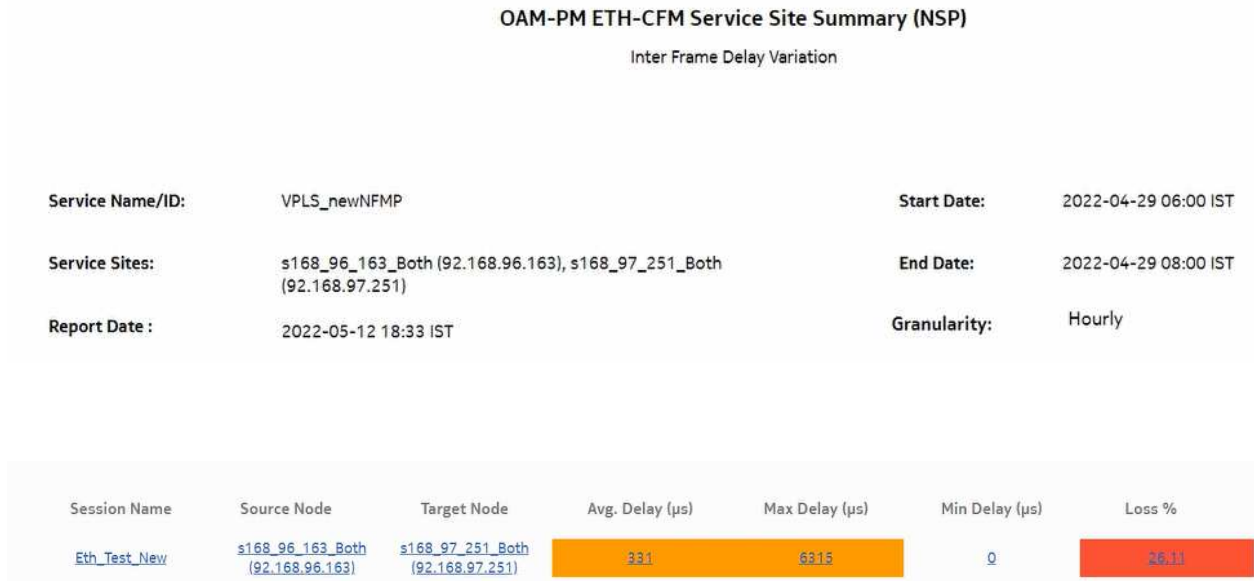 OAM-PM ETH-CFM Service Site Summary (NSP)
Inter Frame Delay Variation
Service Name/ID: VPLS_newNFMP Start Date: 2022-04-29 06:00 IST
Service Sites: s168_96_163_Both (92.168.96.163), s168_97_251_Both End Date: 2022-04-29 08:00 IST
(92.168.97.251)
Report Date : 2022-05-12 18:33 IST Granularity: Hourly
Session Name Source Node Target Node Avg. Delay (µs) Max Delay (µs) Min Delay (µs) Loss %
Eth_Test_New s168_96_163_Both s168_97_251_Both 331 6315 0 26.11
(92.168.96.163) (92.168.97.251)